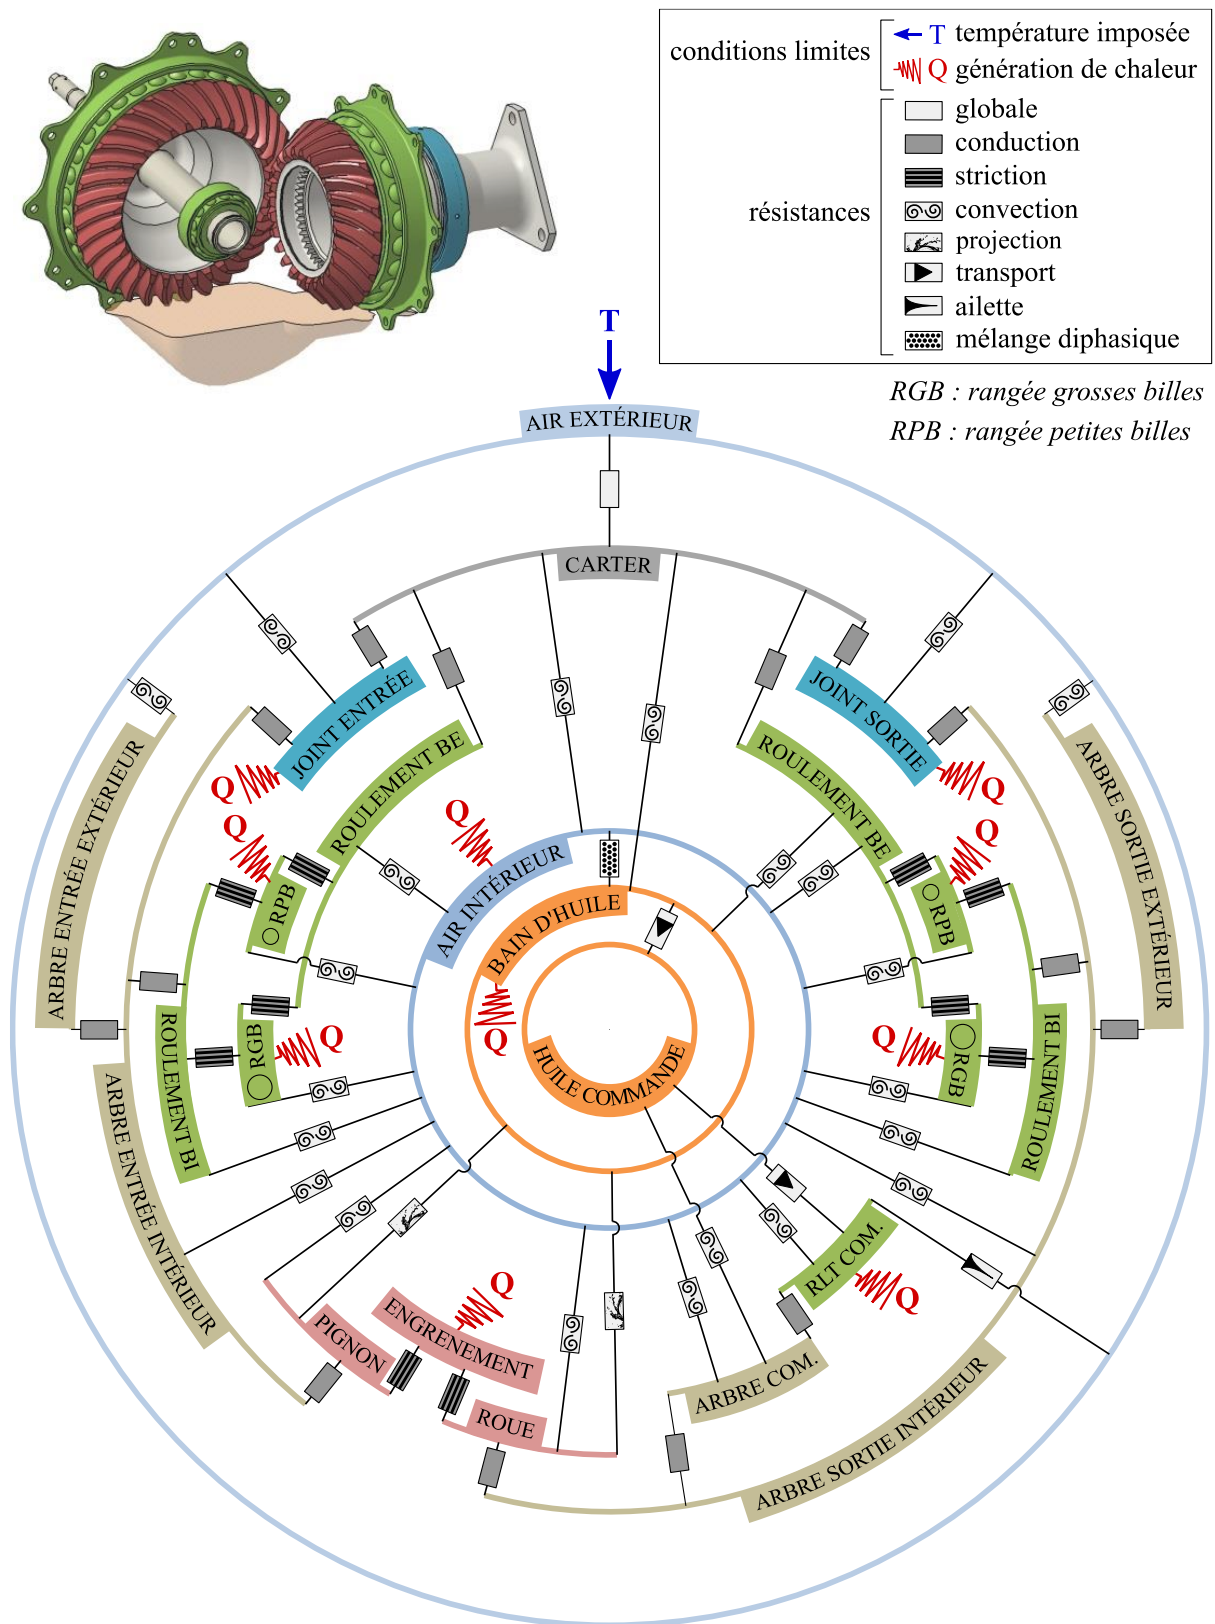 conditions limites
T température imposée
Q génération de chaleur
résistances
globale
conduction
striction
convection
projection
transport
ailette
mélange diphasique
RGB : rangée grosses billes
RPB : rangée petites billes
T
AIR EXTÉRIEUR
CARTER
JOINT ENTRÉE
JOINT SORTIE
ROULEMENT BE
ROULEMENT BE
ARBRE ENTRÉE EXTÉRIEUR
ARBRE SORTIE EXTÉRIEUR
Q
Q
Q
Q
Q
RPB
RPB
AIR INTÉRIEUR
BAIN D'HUILE
Q
HUILE COMMANDE
ROULEMENT BI
RGB
Q
Q
RGB
ROULEMENT BI
ARBRE ENTRÉE INTÉRIEUR
RLT COM.
Q
PIGNON
ENGRENEMENT
Q
ROUE
ARBRE COM.
ARBRE SORTIE INTÉRIEUR